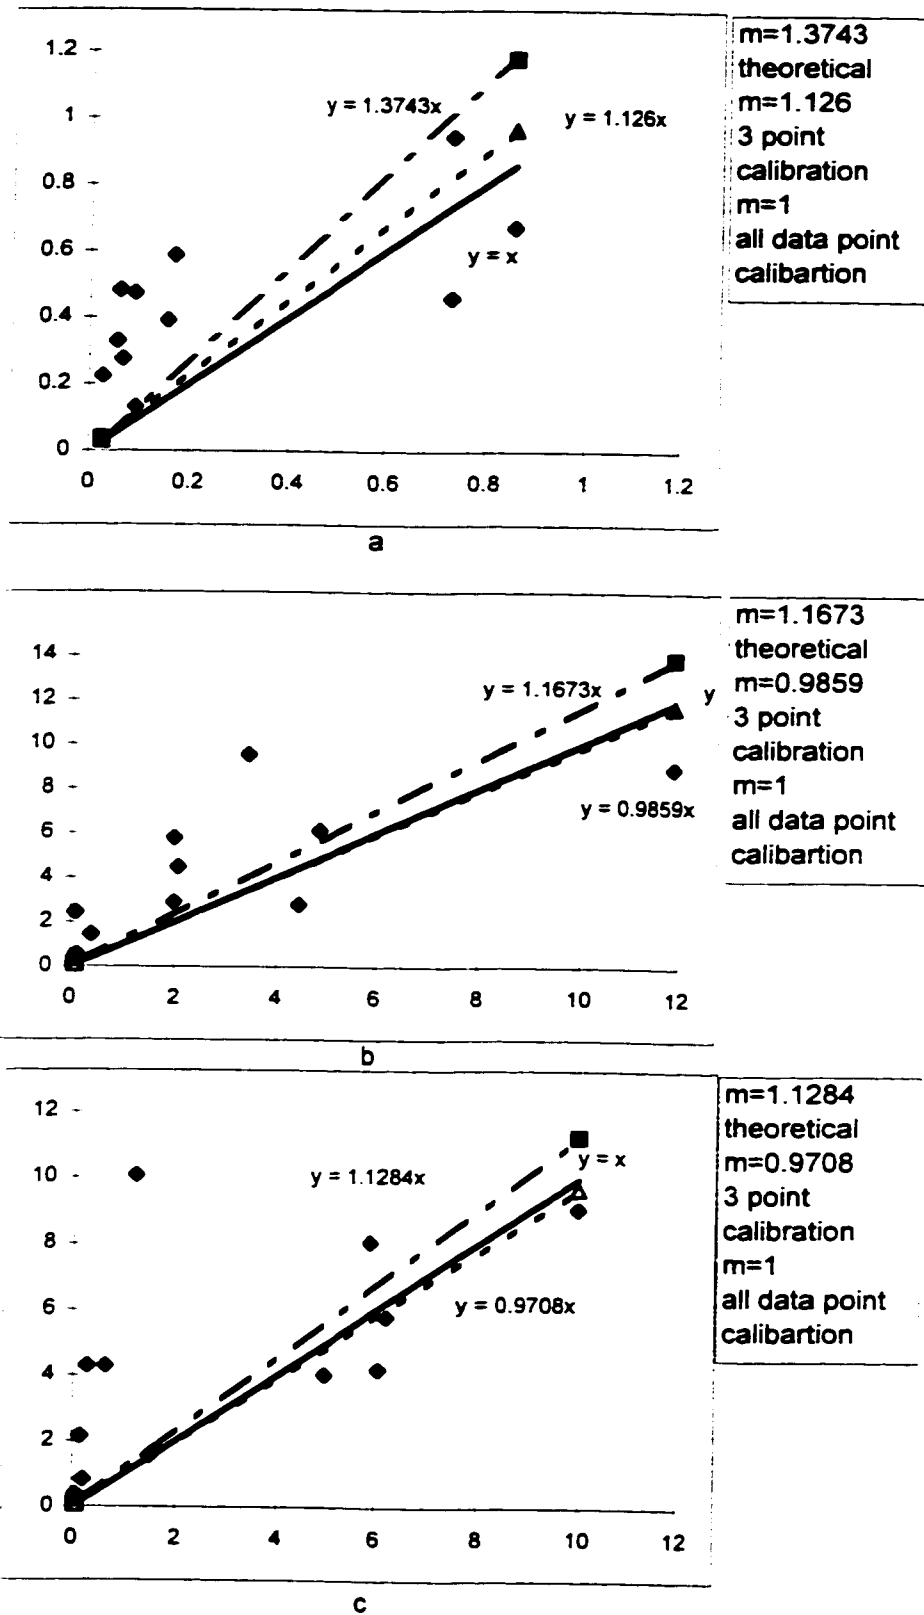 1.2
1
0.8
0.6
0.4
0.2
0
0 0.2 0.4 0.6 0.8 1 1.2
y = 1.3743x
y = 1.126x
y = x
m=1.3743
theoretical
m=1.126
3 point
calibration
m=1
all data point
calibartion
a
14
12
10
8
6
4
2
0
0 2 4 6 8 10 12
y = 1.1673x
y
y = 0.9859x
m=1.1673
theoretical
m=0.9859
3 point
calibration
m=1
all data point
calibartion
b
12
10
8
6
4
2
0
0 2 4 6 8 10 12
y = 1.1284x
y = x
y = 0.9708x
m=1.1284
theoretical
m=0.9708
3 point
calibration
m=1
all data point
calibartion
c